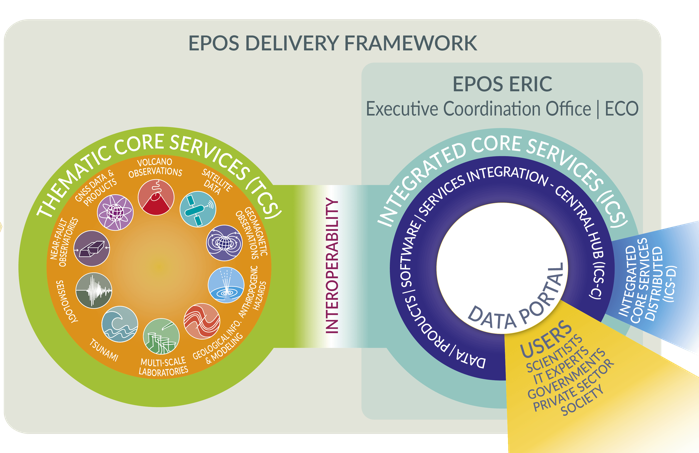 EPOS DELIVERY FRAMEWORK
EPOS ERIC
Executive Coordination Office | ECO
THEMATIC CORE SERVICES (TCS)
VOLCANO
OBSERVATIONS
SATELLITE
DATA
GEOMAGNETIC
OBSERVATIONS
ANTHROPOGENIC
HAZARDS
GEOLOGICAL INFO.
& MODELING
MULTI-SCALE
LABORATORIES
TSUNAMI
SEISMOLOGY
NEAR FAULT
OBSERVATORIES
GNSS DATA &
PRODUCTS
INTEROPERABILITY
INTEGRATED CORE SERVICES (ICS)
DATA | PRODUCTS | SOFTWARE | SERVICES INTEGRATION - CENTRAL HUB (ICS-C)
DATA PORTAL
INTEGRATED
CORE SERVICES
DISTRIBUTED
(ICS-D)
USERS
SCIENTISTS
IT EXPERTS
GOVERNMENTS
PRIVATE SECTOR
SOCIETY